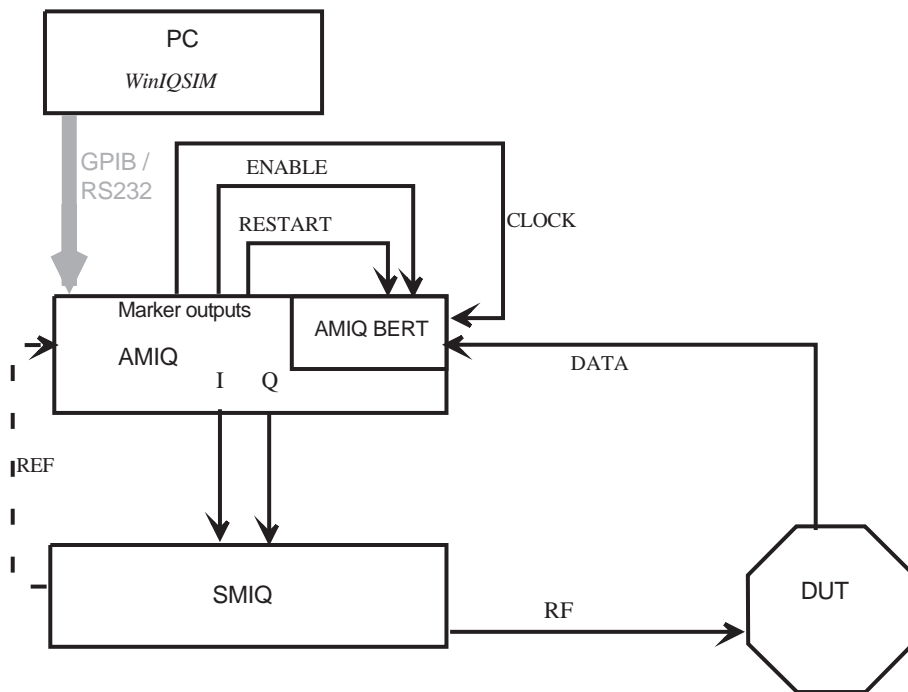 PC
WinIQSIM
GPIB /
RS232
ENABLE
RESTART
CLOCK
Marker outputs
AMIQ BERT
AMIQ
DATA
I Q
REF
SMIQ
DUT
RF